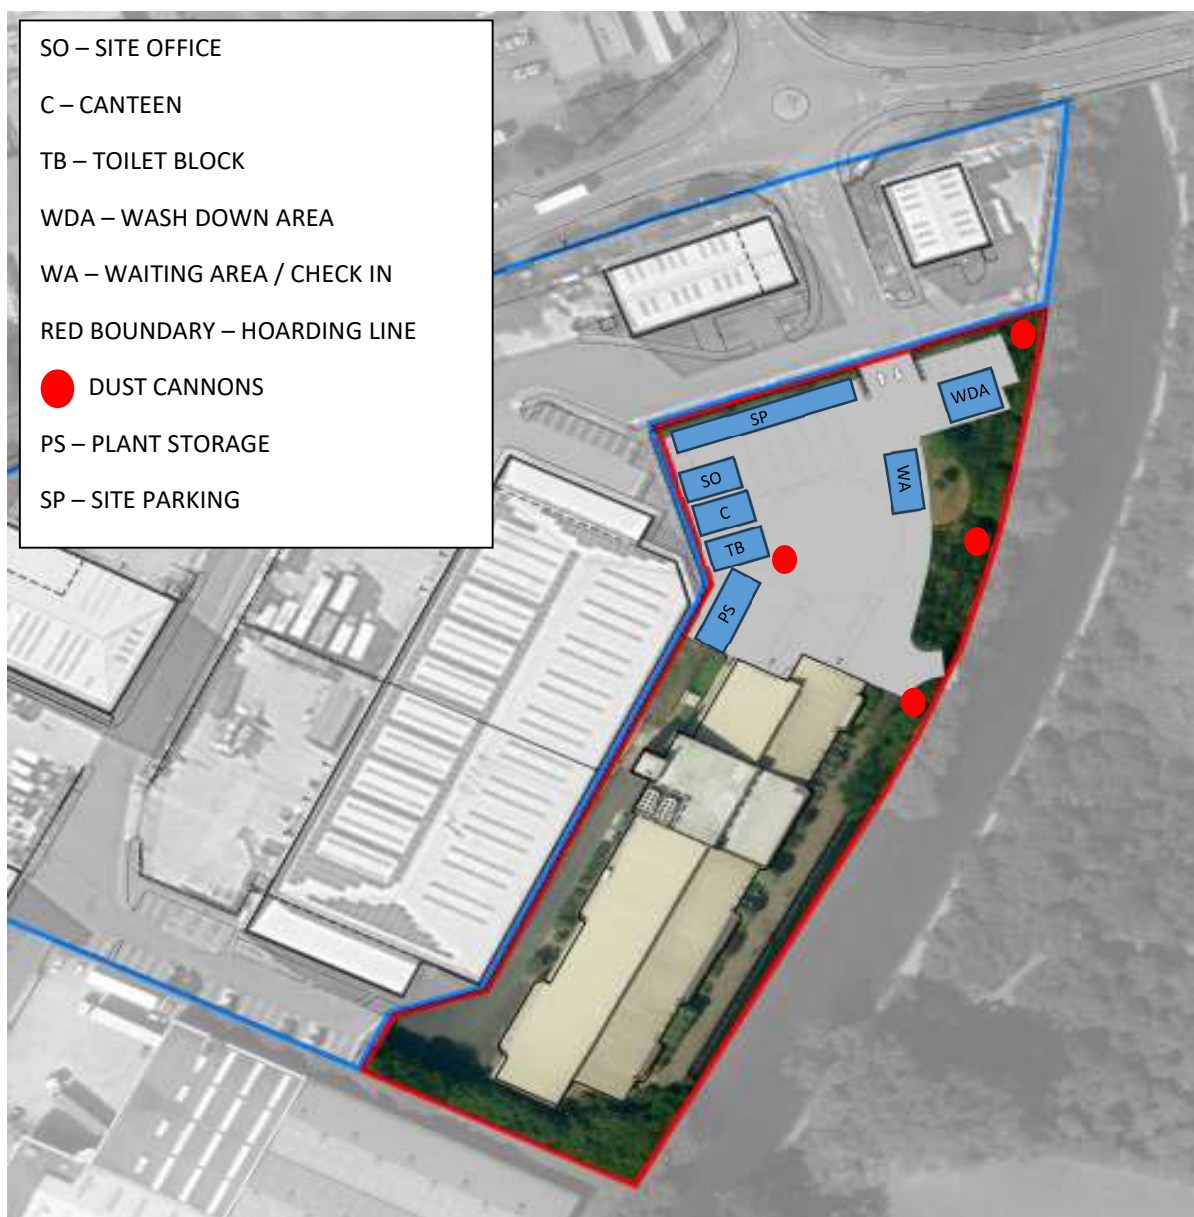 SO – SITE OFFICE
C – CANTEEN
TB – TOILET BLOCK
WDA – WASH DOWN AREA
WA – WAITING AREA / CHECK IN
RED BOUNDARY – HOARDING LINE
DUST CANNONS
PS – PLANT STORAGE
SP – SITE PARKING
WDA
SP
WA
SO
C
TB
PS